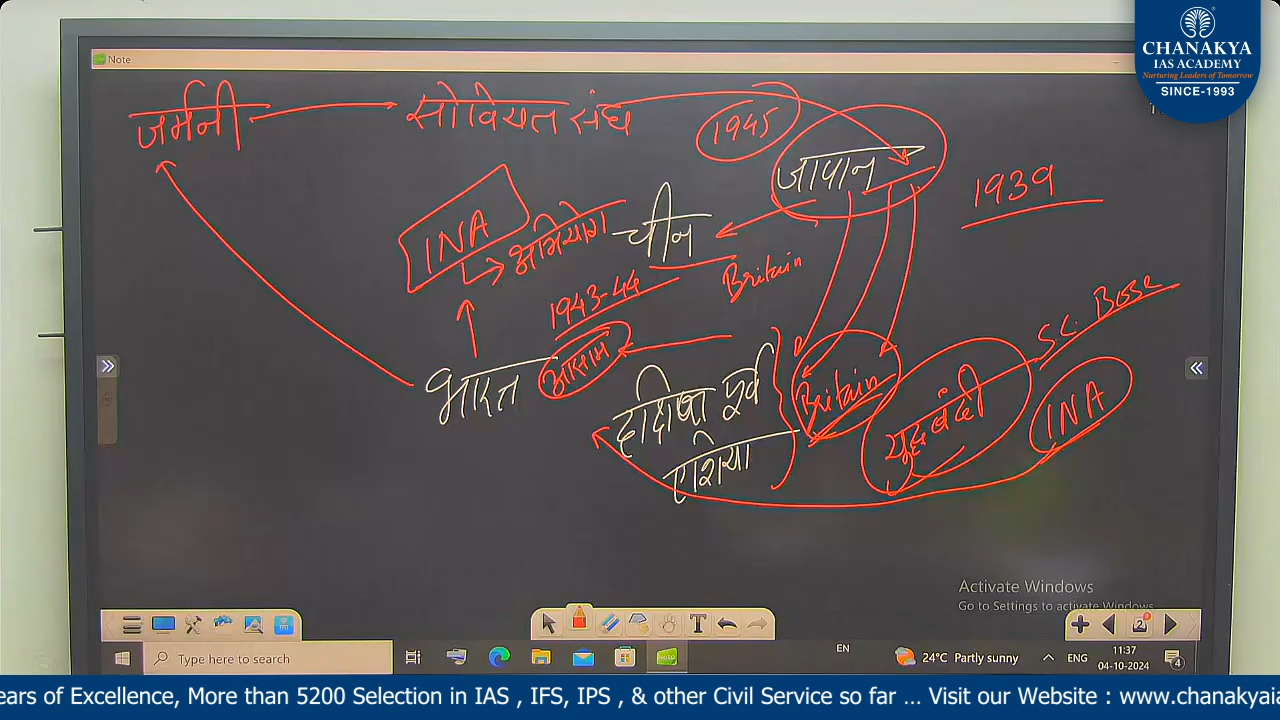 Note
CHANAKYA
IAS ACADEMY
Nurturing Leaders of Tomorrow
SINCE-1993
जर्मनी
सोवियत संघ
1945
जापान
1939
INA
अभियोग
चीन
Britain
1943-44
S.C. Bose
भारत
आसाम
दक्षिण पूर्व
एशिया
Britain
युद्धबंदी
INA
Activate Windows
Go to Settings to activate Windows.
2
Type here to search
EN
24°C Partly sunny
ENG
11:37
04-10-2024
4
ears of Excellence, More than 5200 Selection in IAS , IFS, IPS , & other Civil Service so far ... Visit our Website : www.chanakyaia